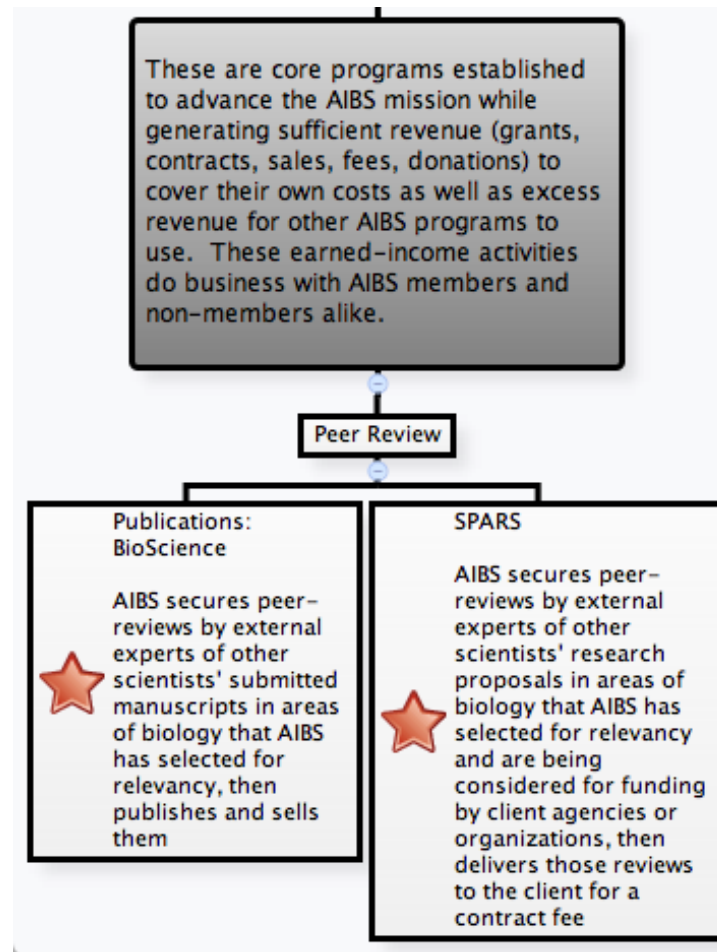 These are core programs established
to advance the AIBS mission while
generating sufficient revenue (grants,
contracts, sales, fees, donations) to
cover their own costs as well as excess
revenue for other AIBS programs to
use.  These earned-income activities
do business with AIBS members and
non-members alike.
Peer Review
Publications:
BioScience
AIBS secures peer-
reviews by external
experts of other
scientists' submitted
manuscripts in areas
of biology that AIBS
has selected for
relevancy, then
publishes and sells
them
SPARS
AIBS secures peer-
reviews by external
experts of other
scientists' research
proposals in areas of
biology that AIBS has
selected for relevancy
and are being
considered for funding
by client agencies or
organizations, then
delivers those reviews
to the client for a
contract fee